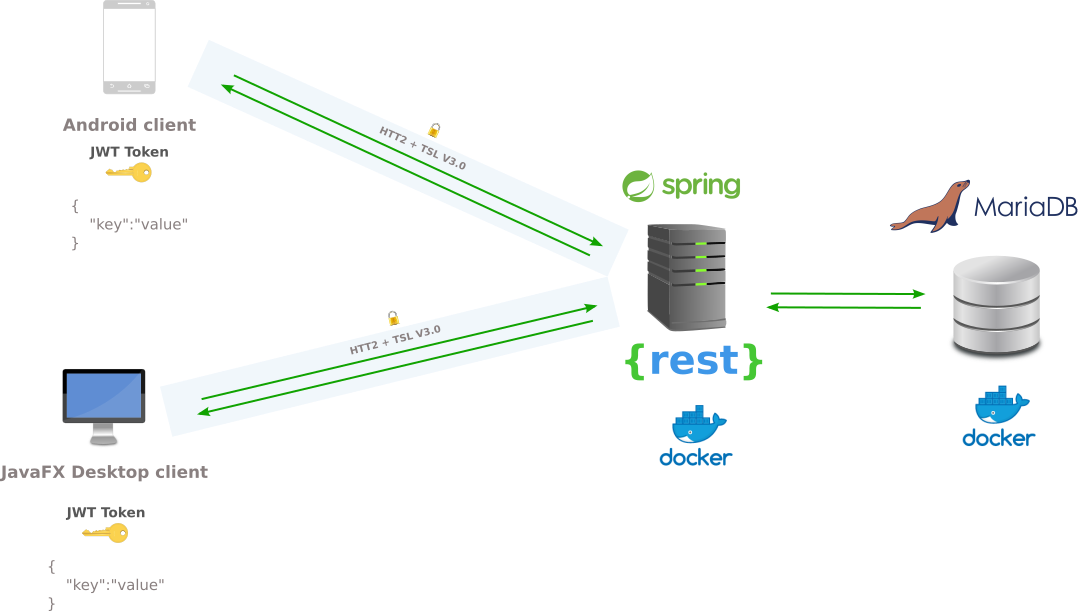 Android client
JWT Token
{
"key":"value"
}
HTT2 + TSL V3.0
spring
MariaDB
{rest}
docker
docker
HTT2 + TSL V3.0
JavaFX Desktop client
JWT Token
{
"key":"value"
}